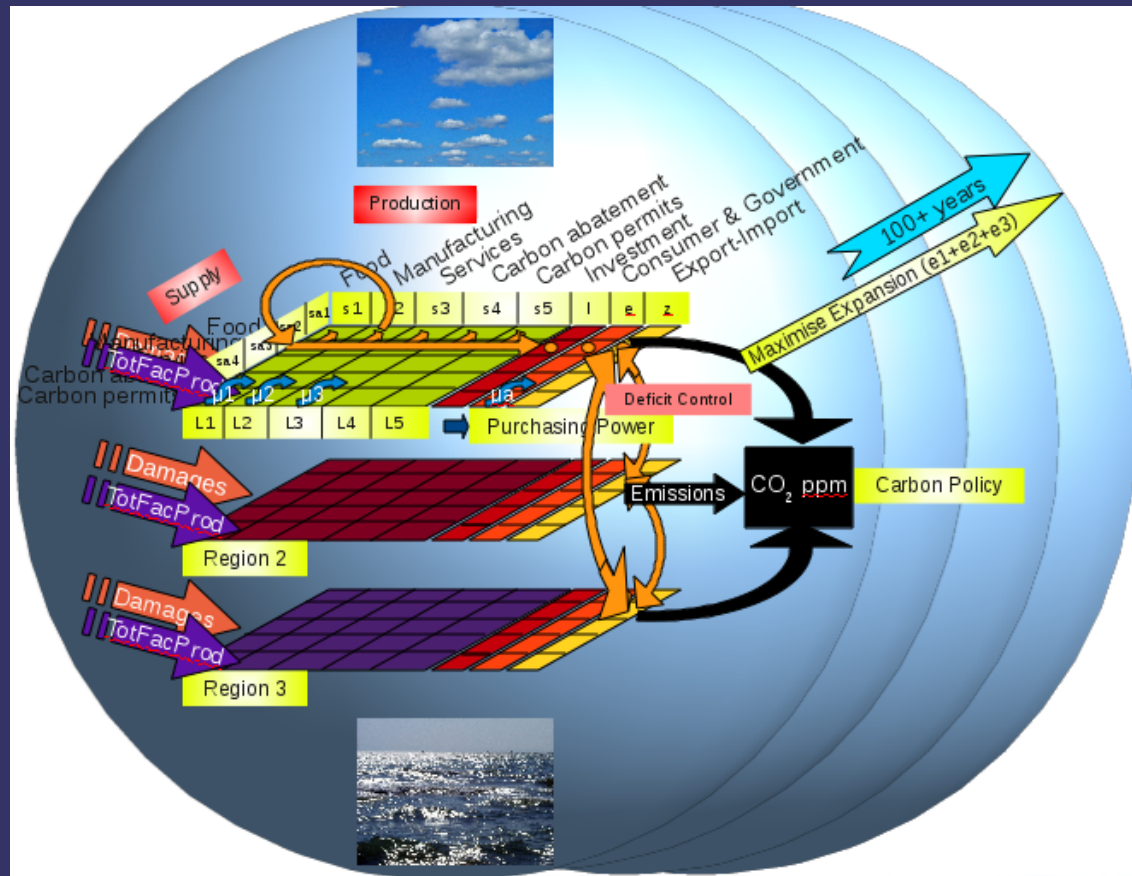 Production
Supply
Food
Manufacturing
Services
Carbon abatement
Carbon permits
Investment
Consumer & Government
Export-Import
100+ years
Maximise Expansion (e1+e2+e3)
sa1
s1
s3
s4
s5
I
e
z
sa2
sa3
sa4
Food
Manufacturing
Carbon permits
TotFacProd
µ1
µ2
µ3
µa
L1
L2
L3
L4
L5
Purchasing Power
Deficit Control
Damages
TotFacProd
Region 2
Emissions
CO₂ ppm
Carbon Policy
Damages
TotFacProd
Region 3